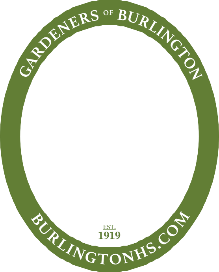 GARDENERS OF BURLINGTON
EST.
1919
BURLINGTONHS.COM